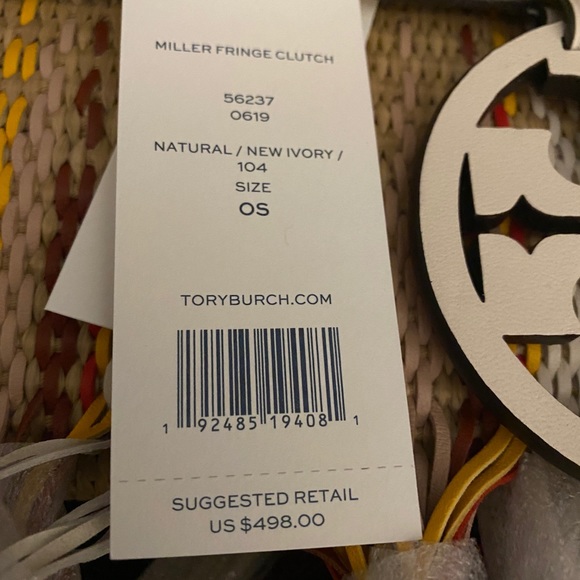 MILLER FRINGE CLUTCH
56237
0619
NATURAL / NEW IVORY /
104
SIZE
OS
TORYBURCH.COM
1 92485 19408 1
SUGGESTED RETAIL
US $498.00